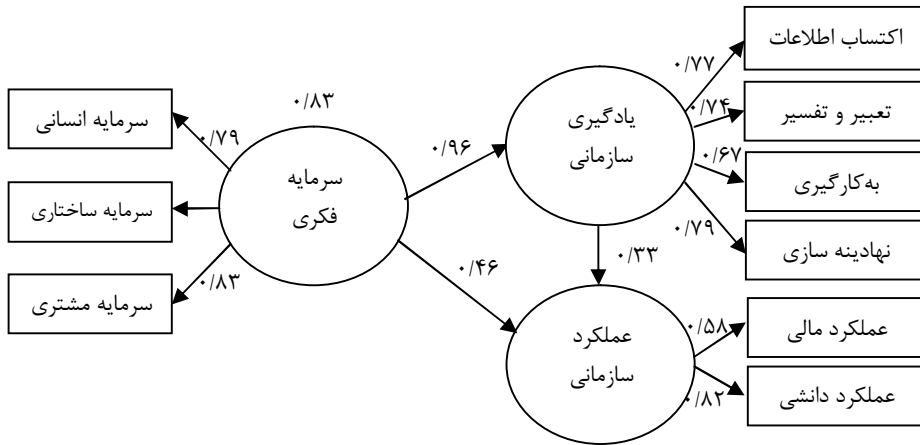 اکتساب اطلاعات
۰/۷۷
تعبیر و تفسیر
۰/۷۴
یادگیری
سازمانی
به‌کارگیری
۰/۶۷
نهادینه سازی
۰/۷۹
۰/۸۳
سرمایه
فکری
۰/۹۶
سرمایه انسانی
۰/۷۹
سرمایه ساختاری
سرمایه مشتری
۰/۸۳
۰/۴۶
۰/۳۳
عملکرد
سازمانی
عملکرد مالی
۰/۵۸
عملکرد دانشی
۰/۸۲